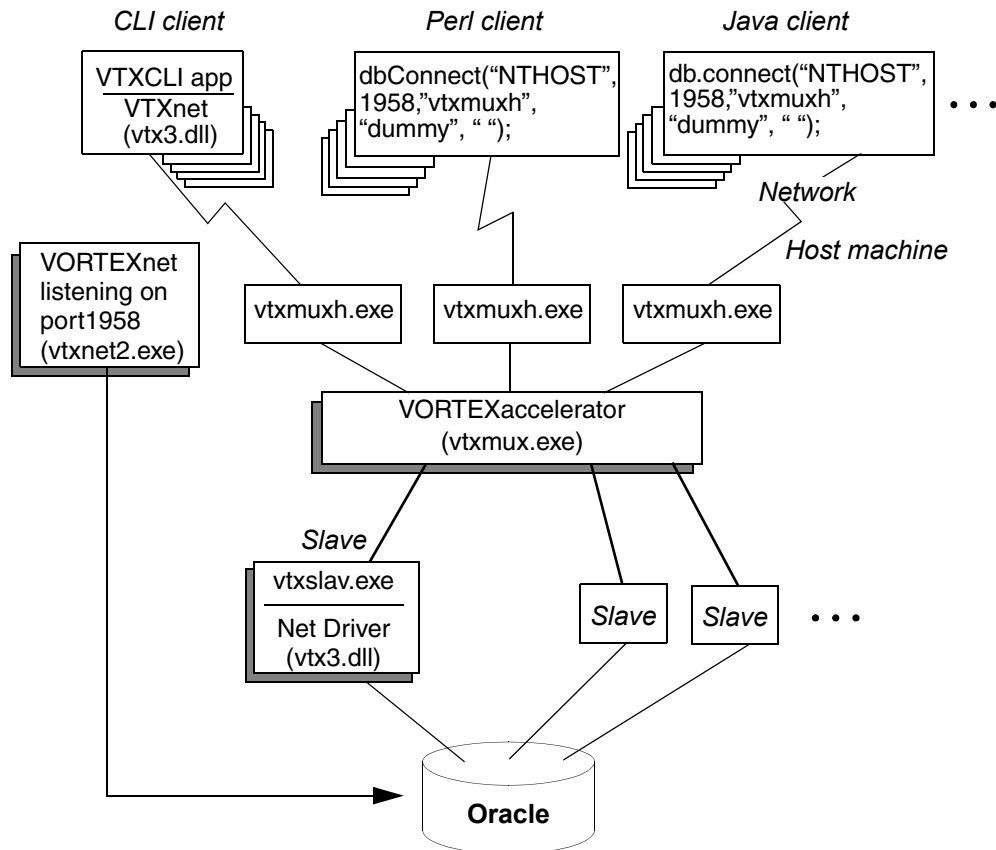 CLI client
Perl client
Java client
VTXCLI app
VTXnet
(vtx3.dll)
dbConnect(“NTHOST”,
1958,”vtxmuxh”,
“dummy”, “ “);
db.connect(“NTHOST”,
1958,”vtxmuxh”,
“dummy”, “ “);
Network
Host machine
VORTEXnet
listening on
port1958
(vtxnet2.exe)
vtxmuxh.exe
vtxmuxh.exe
vtxmuxh.exe
VORTEXaccelerator
(vtxmux.exe)
Slave
vtxslav.exe
Net Driver
(vtx3.dll)
Slave
Slave
Oracle